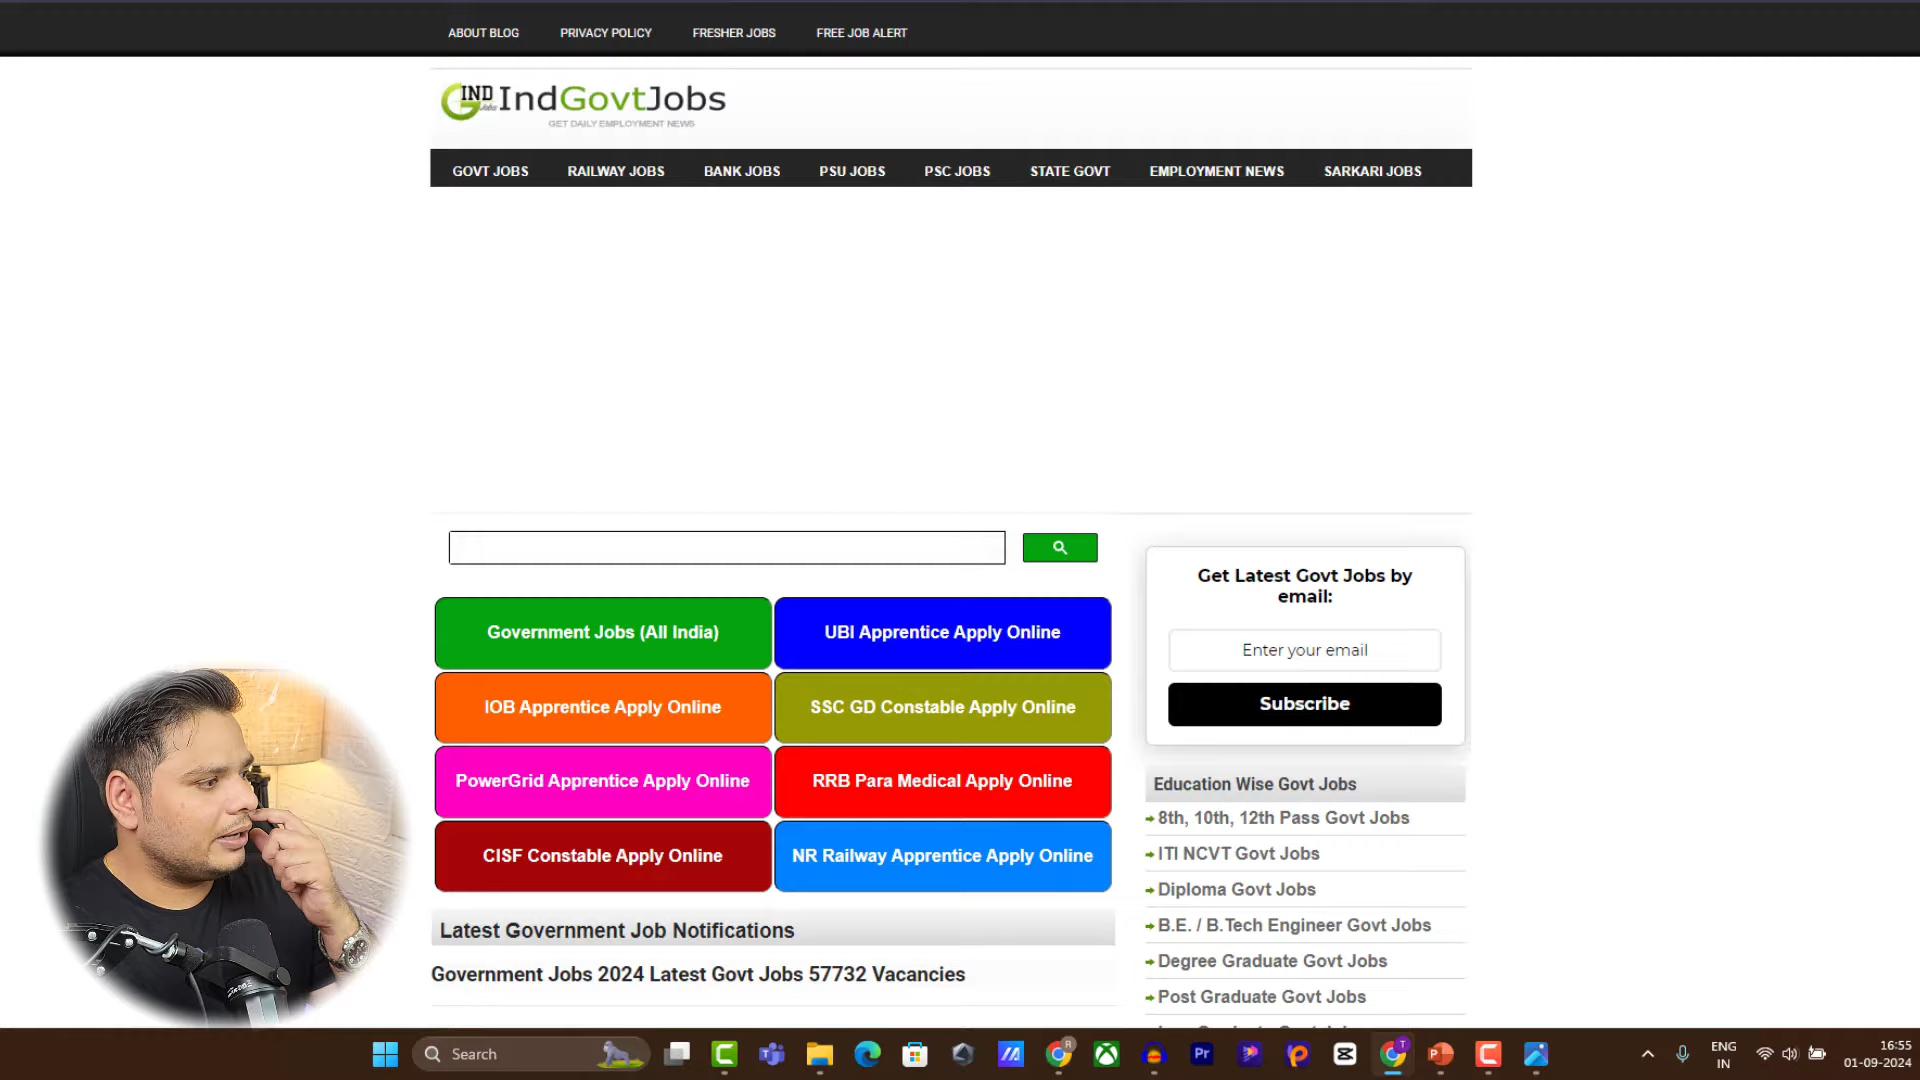 ABOUT BLOG PRIVACY POLICY FRESHER JOBS FREE JOB ALERT
IND
Jobs
IndGovtJobs
GET DAILY EMPLOYMENT NEWS
GOVT JOBS RAILWAY JOBS BANK JOBS PSU JOBS PSC JOBS STATE GOVT EMPLOYMENT NEWS SARKARI JOBS
Government Jobs (All India)
UBI Apprentice Apply Online
IOB Apprentice Apply Online
SSC GD Constable Apply Online
PowerGrid Apprentice Apply Online
RRB Para Medical Apply Online
CISF Constable Apply Online
NR Railway Apprentice Apply Online
Latest Government Job Notifications
Government Jobs 2024 Latest Govt Jobs 57732 Vacancies
Get Latest Govt Jobs by
email:
Enter your email
Subscribe
Education Wise Govt Jobs
8th, 10th, 12th Pass Govt Jobs
ITI NCVT Govt Jobs
Diploma Govt Jobs
B.E. / B.Tech Engineer Govt Jobs
Degree Graduate Govt Jobs
Post Graduate Govt Jobs
Search
R
Pr
T
P
ENG
IN
16:55
01-09-2024